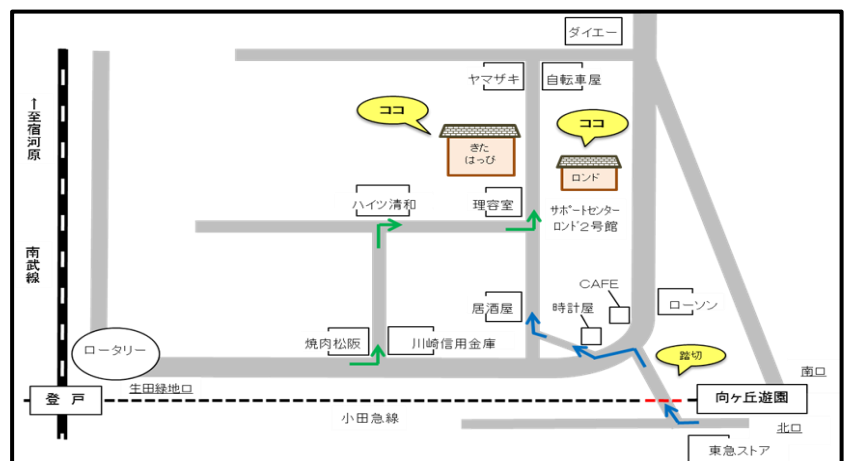 ダイエー
ヤマザキ
自転車屋
ココ
ココ
↑至宿河原
きた
はっぴ
ロンド
ハイツ清和
理容室
サポートセンター
ロンド2号館
南武線
CAFE
居酒屋
時計屋
ローソン
焼肉松阪
川崎信用金庫
ロータリー
踏切
南口
生田緑地口
登戸
向ヶ丘遊園
小田急線
北口
東急ストア